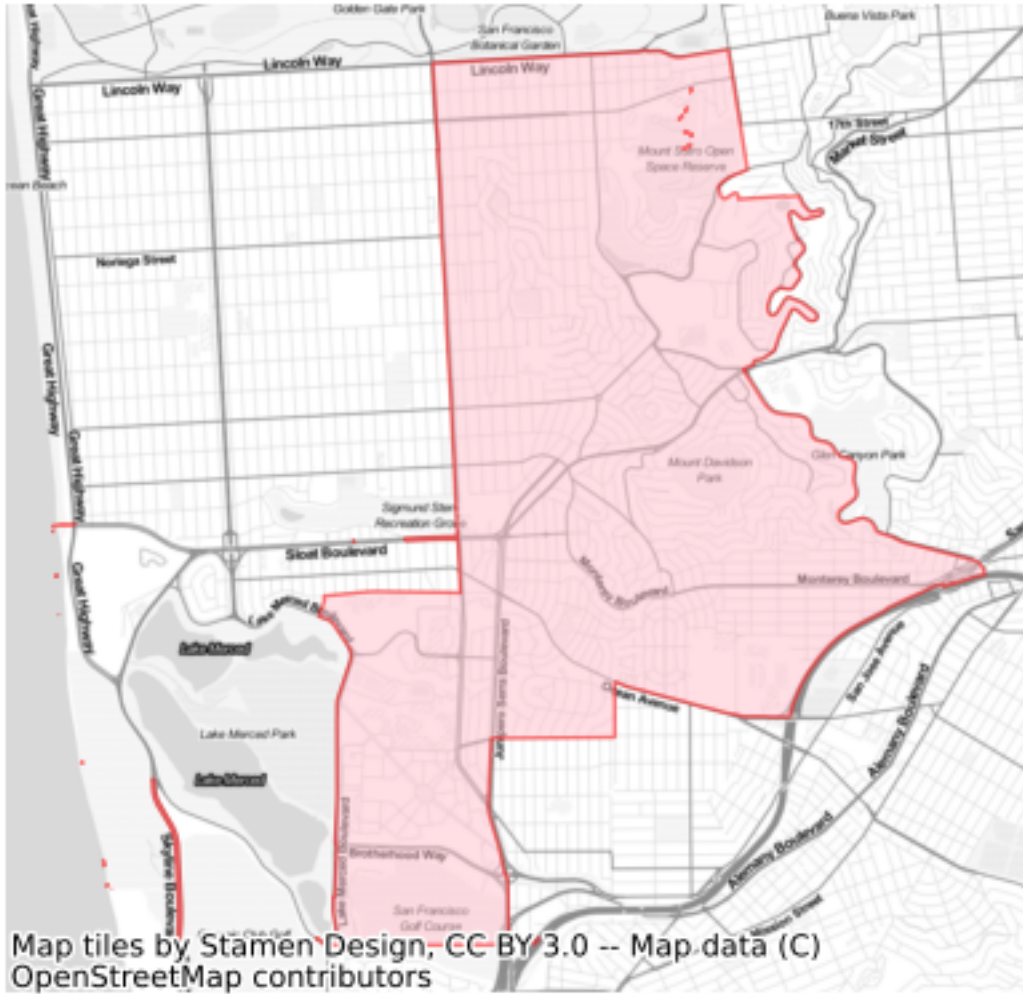 Golden Gate Park
Buena Vista Park
San Francisco
Botanical Garden
Lincoln Way
Lincoln Way
Lincoln Way
Great Highway
17th Street
Market Street
Mount Sutro Open
Space Reserve
Noriega Street
Great Highway
Great Highway
Mount Davidson
Park
Glen Canyon Park
Sigmund Stern
Recreation Grove
Sloat Boulevard
Great Highway
Monterey Boulevard
Monterey Boulevard
Lake Merced Boulevard
Lake Merced
San Jose Avenue
Junipero Serra Boulevard
Ocean Avenue
Alemany Boulevard
Lake Merced Park
Lake Merced
Lake Merced Boulevard
Brotherhood Way
Alemany Boulevard
Skyline Boulevard
Mission Street
San Francisco
Golf Course
Map tiles by Stamen Design, CC BY 3.0 -- Map data (C)
OpenStreetMap contributors